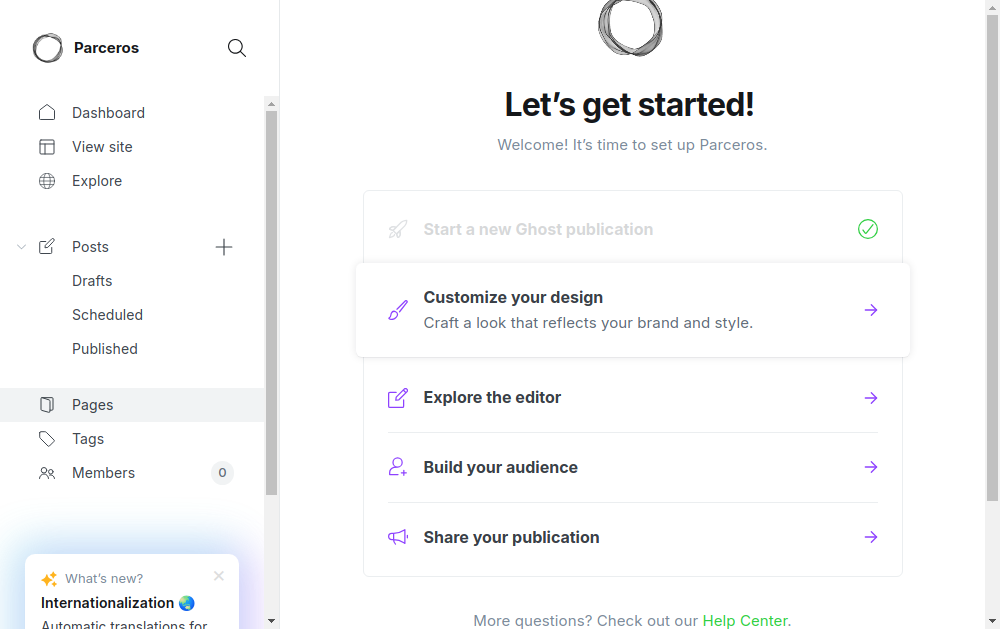 Parceros
Dashboard
View site
Explore
Posts
Drafts
Scheduled
Published
Pages
Tags
Members 0
What's new?
Internationalization 🌏
Automatic translations for
Let's get started!
Welcome! It's time to set up Parceros.
Start a new Ghost publication
Customize your design
Craft a look that reflects your brand and style.
Explore the editor
Build your audience
Share your publication
More questions? Check out our Help Center.